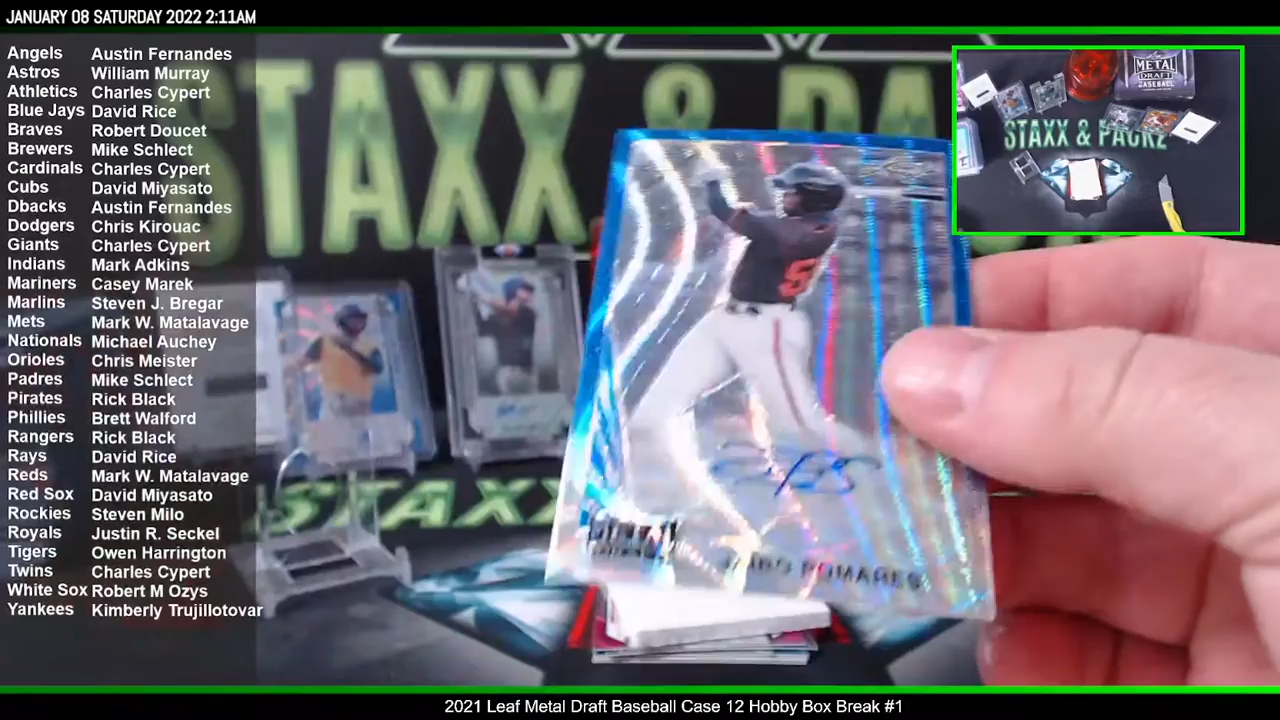 JANUARY 08 SATURDAY 2022 2:11AM
Angels Austin Fernandes
Astros William Murray
Athletics Charles Cypert
Blue Jays David Rice
Braves Robert Doucet
Brewers Mike Schlect
Cardinals Charles Cypert
Cubs David Miyasato
Dbacks Austin Fernandes
Dodgers Chris Kirouac
Giants Charles Cypert
Indians Mark Adkins
Mariners Casey Marek
Marlins Steven J. Bregar
Mets Mark W. Matalavage
Nationals Michael Auchey
Orioles Chris Meister
Padres Mike Schlect
Pirates Rick Black
Phillies Brett Walford
Rangers Rick Black
Rays David Rice
Reds Mark W. Matalavage
Red Sox David Miyasato
Rockies Steven Milo
Royals Justin R. Seckel
Tigers Owen Harrington
Twins Charles Cypert
White Sox Robert M Ozys
Yankees Kimberly Trujillotovar
STAXX & PA
METAL
DRAFT
BASEBALL
STAXX & PACKZ
POMARES
STAXX
2021 Leaf Metal Draft Baseball Case 12 Hobby Box Break #1